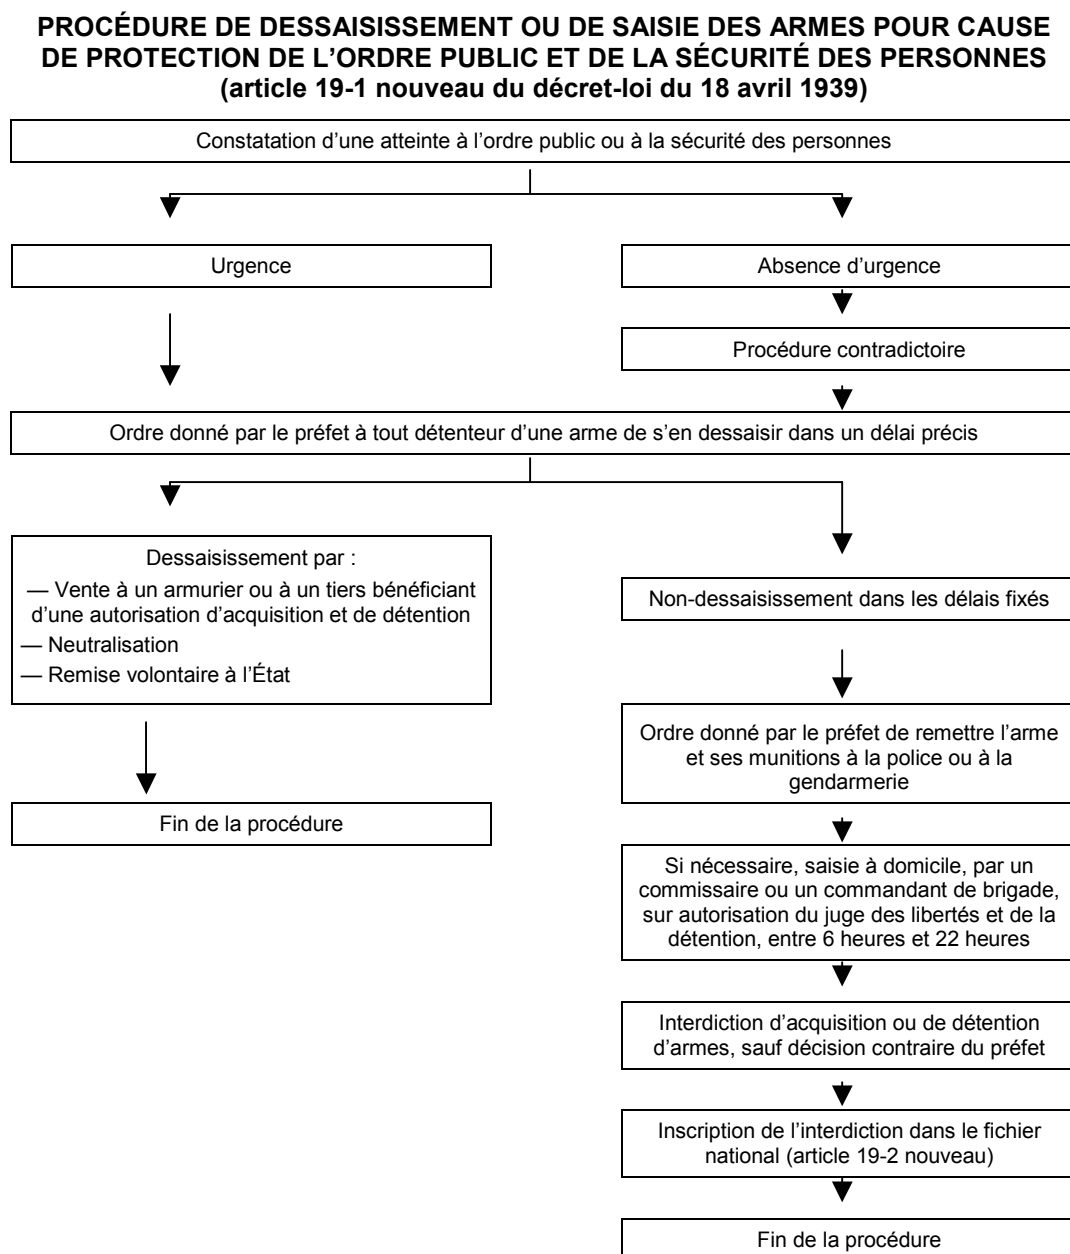 PROCÉDURE DE DESSAISISSEMENT OU DE SAISIE DES ARMES POUR CAUSE
DE PROTECTION DE L’ORDRE PUBLIC ET DE LA SÉCURITÉ DES PERSONNES
(article 19-1 nouveau du décret-loi du 18 avril 1939)
Constatation d’une atteinte à l’ordre public ou à la sécurité des personnes
Urgence
Absence d’urgence
Procédure contradictoire
Ordre donné par le préfet à tout détenteur d’une arme de s’en dessaisir dans un délai précis
Dessaisissement par :
— Vente à un armurier ou à un tiers bénéficiant
d’une autorisation d’acquisition et de détention
— Neutralisation
— Remise volontaire à l’État
Fin de la procédure
Non-dessaisissement dans les délais fixés
Ordre donné par le préfet de remettre l’arme
et ses munitions à la police ou à la
gendarmerie
Si nécessaire, saisie à domicile, par un
commissaire ou un commandant de brigade,
sur autorisation du juge des libertés et de la
détention, entre 6 heures et 22 heures
Interdiction d’acquisition ou de détention
d’armes, sauf décision contraire du préfet
Inscription de l’interdiction dans le fichier
national (article 19-2 nouveau)
Fin de la procédure